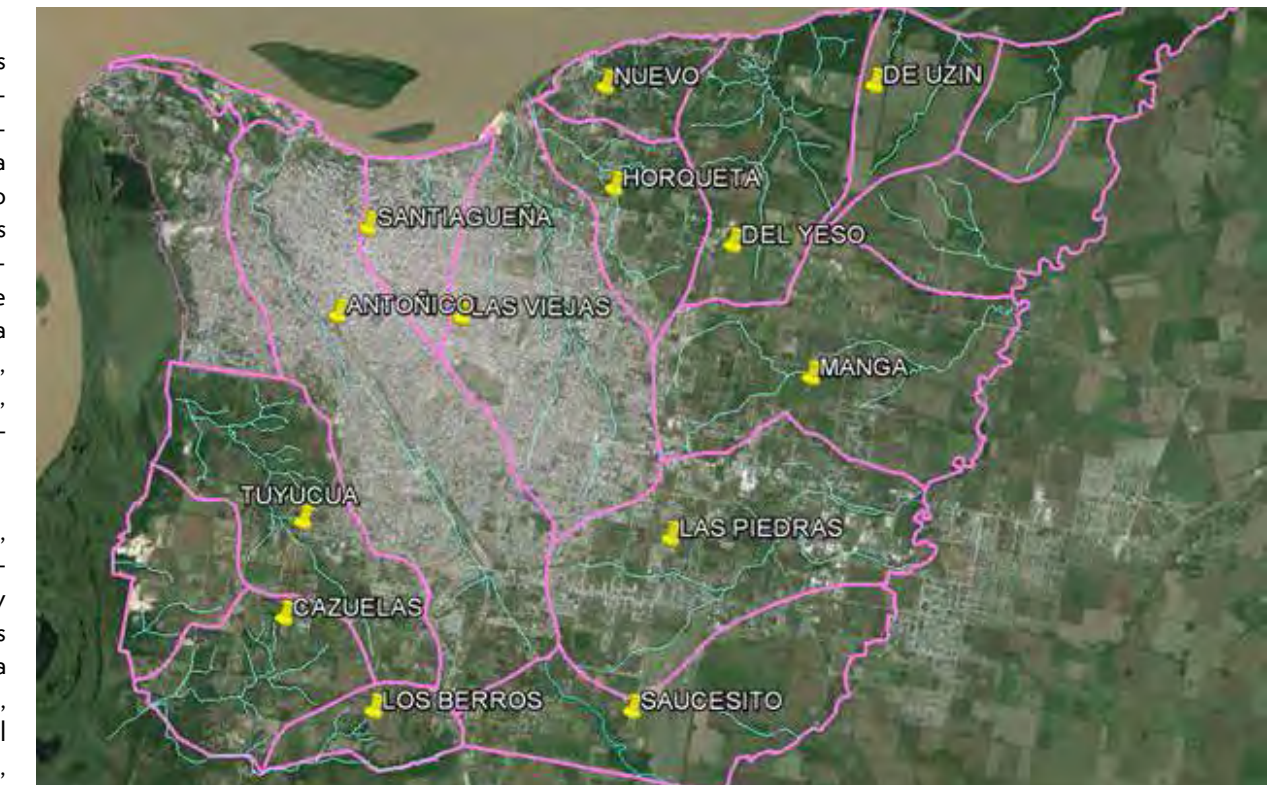 NUEVO
DE UZIN
HORQUETA
SANTIAGUEÑA
DEL YESO
ANTOÑICO
LAS VIEJAS
MANGA
TUYUCUA
LAS PIEDRAS
CAZUELAS
LOS BERROS
SAUCESITO